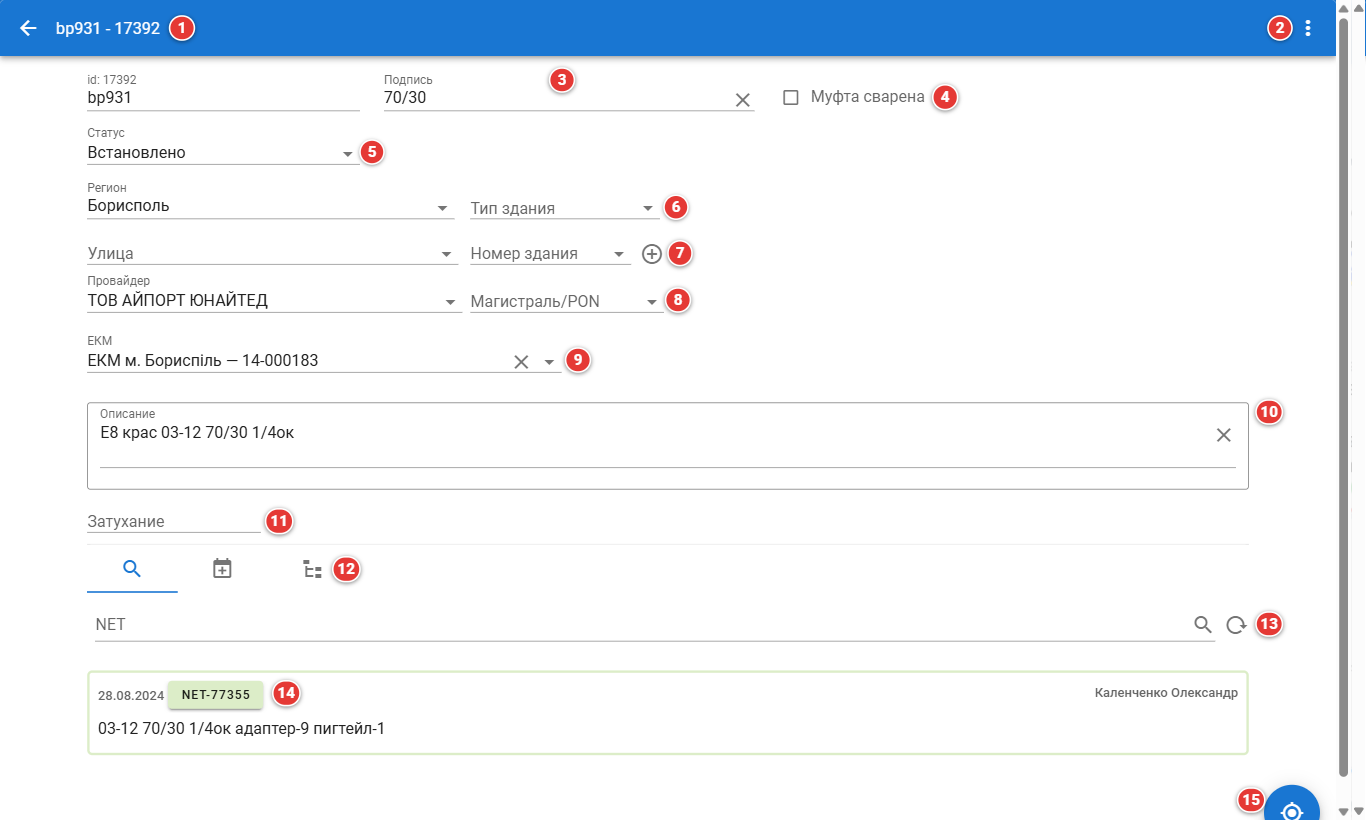 bp931 - 17392 1 2
id: 17392 Подпись 3
bp931 70/30 Муфта сварена 4
Статус
Встановлено 5
Регион
Борисполь Тип здания 6
Улица Номер здания 7
Провайдер
ТОВ АЙПОРТ ЮНАЙТЕД Магистраль/PON 8
ЕКМ
ЕКМ м. Бориспіль — 14-000183 9
Описание 10
Е8 крас 03-12 70/30 1/4ок
Затухание 11
12
NET 13
28.08.2024 NET-77355 14 Каленченко Олександр
03-12 70/30 1/4ок адаптер-9 пигтейл-1
15